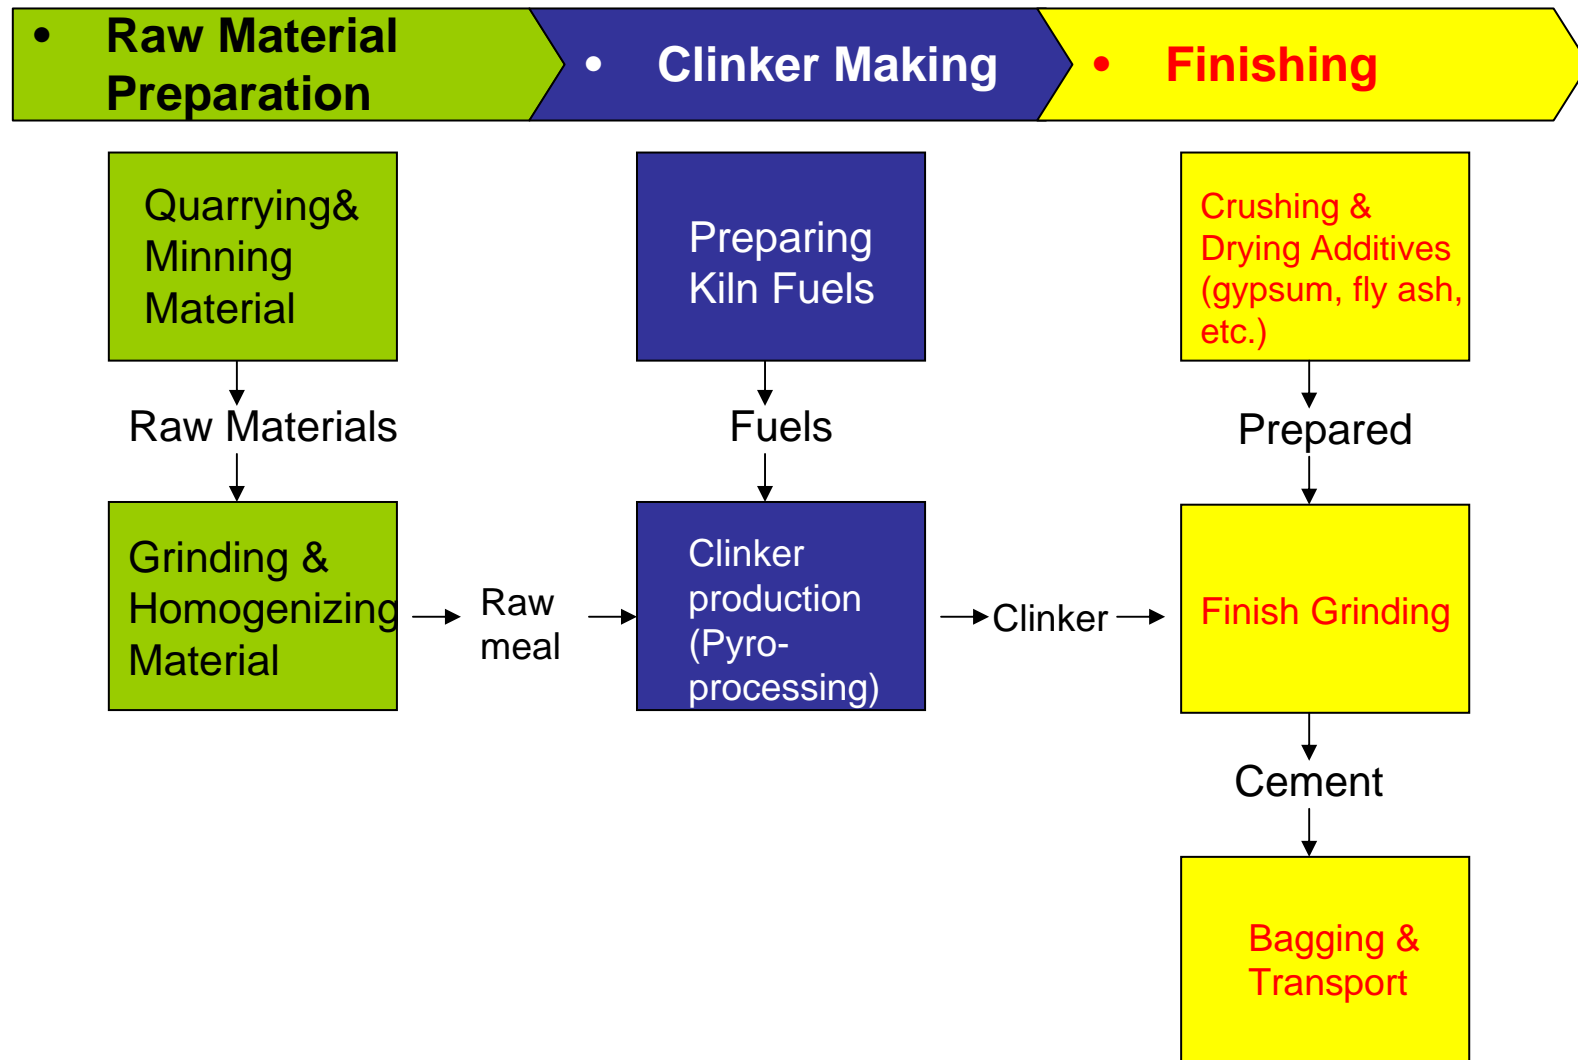 • Raw Material
Preparation
• Clinker Making
• Finishing
Quarrying&
Minning
Material
Preparing
Kiln Fuels
Crushing &
Drying Additives
(gypsum, fly ash,
etc.)
Raw Materials
Fuels
Prepared
Grinding &
Homogenizing
Material
Raw
meal
Clinker
production
(Pyro-
processing)
Clinker
Finish Grinding
Cement
Bagging &
Transport